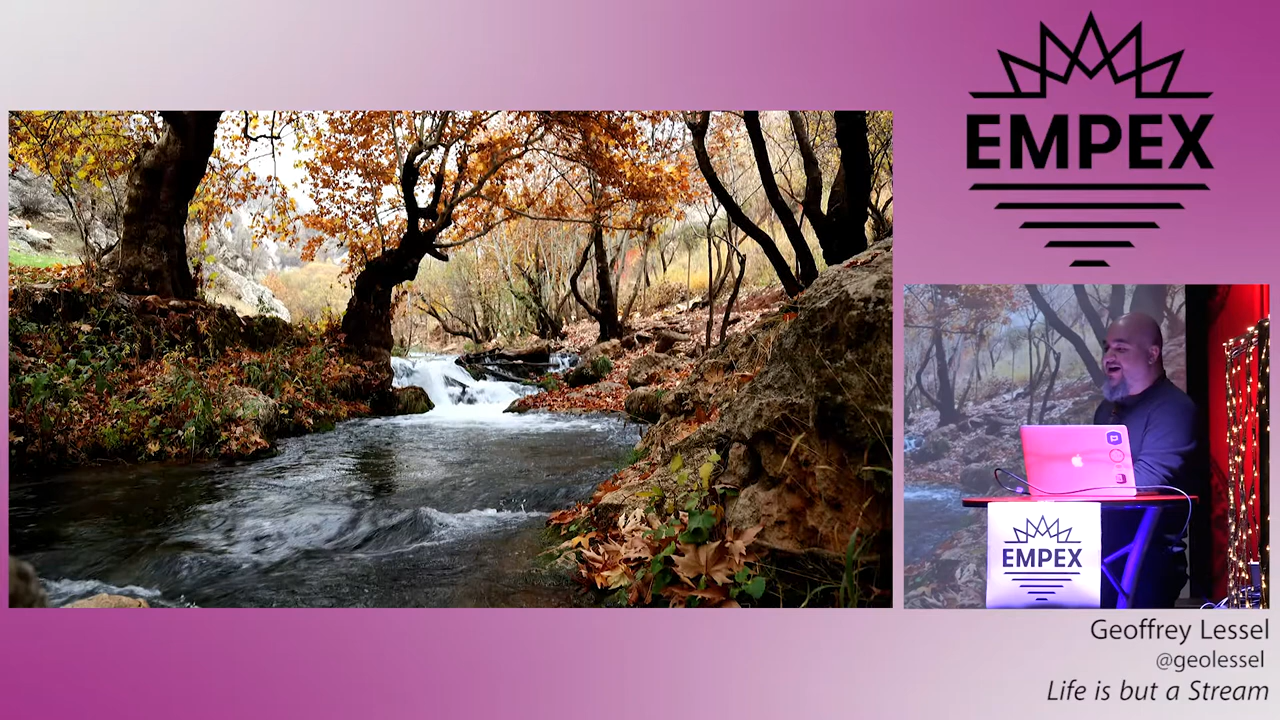 EMPEX
EMPEX
Geoffrey Lessel
@geolessel
Life is but a Stream